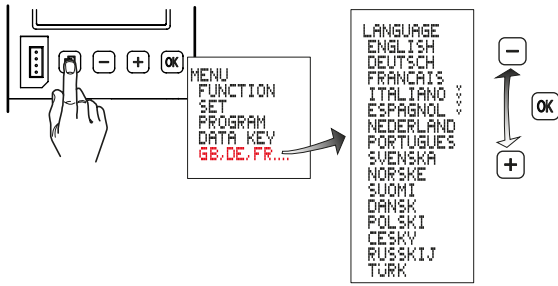 − + OK
MENU
FUNCTION
SET
PROGRAM
DATA KEY
GB,DE,FR....
LANGUAGE
ENGLISH
DEUTSCH
FRANCAIS
ITALIANO
ESPAGNOL
NEDERLAND
PORTUGUES
SVENSKA
NORSKE
SUOMI
DANSK
POLSKI
CESKY
RUSSKIJ
TURK
−
OK
+